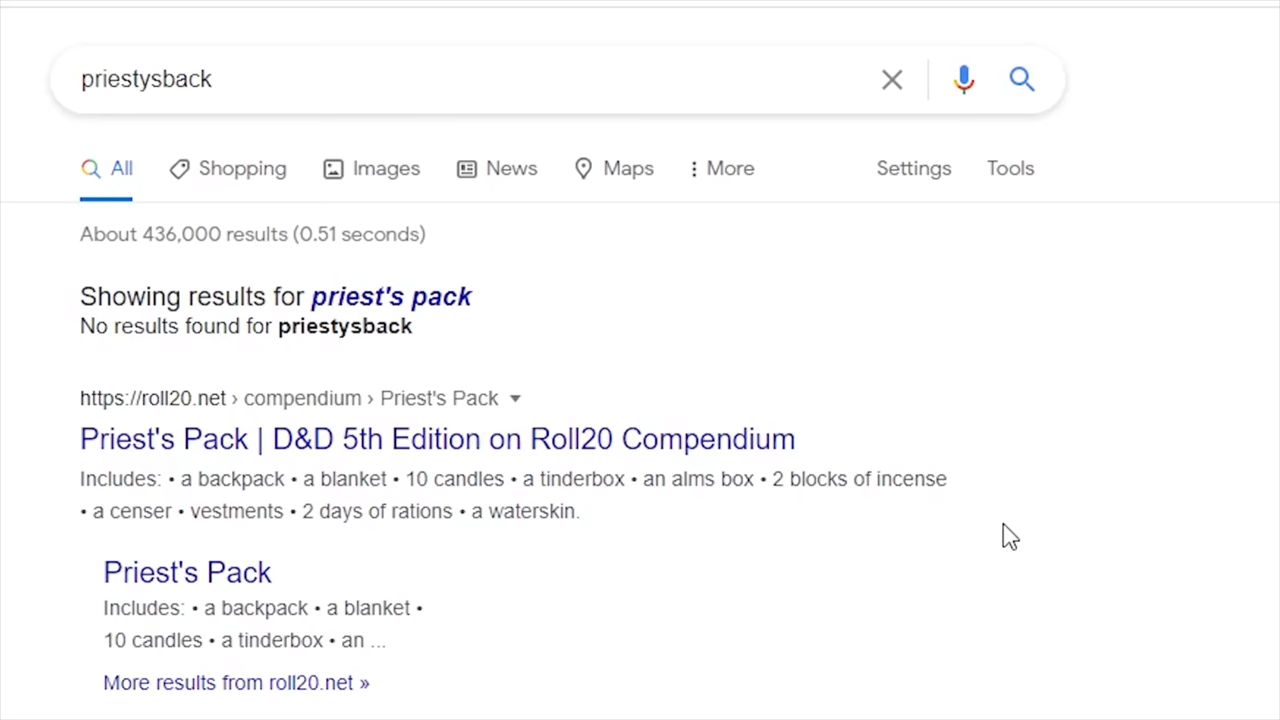 priestysback
All Shopping Images News Maps More Settings Tools
About 436,000 results (0.51 seconds)
Showing results for priest's pack
No results found for priestysback
https://roll20.net › compendium › Priest's Pack
Priest's Pack | D&D 5th Edition on Roll20 Compendium
Includes: • a backpack • a blanket • 10 candles • a tinderbox • an alms box • 2 blocks of incense
• a censer • vestments • 2 days of rations • a waterskin.
Priest's Pack
Includes: • a backpack • a blanket •
10 candles • a tinderbox • an ...
More results from roll20.net »